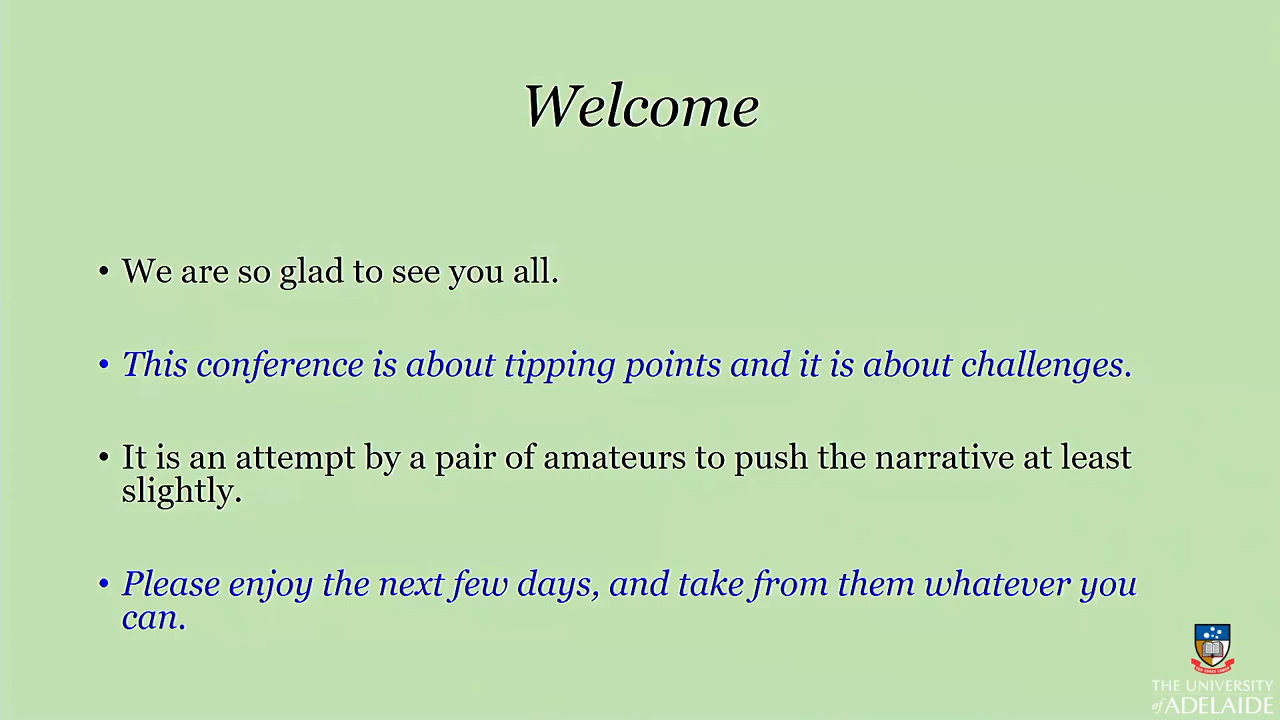 Welcome
• We are so glad to see you all.
• This conference is about tipping points and it is about challenges.
• It is an attempt by a pair of amateurs to push the narrative at least
slightly.
• Please enjoy the next few days, and take from them whatever you
can.
THE UNIVERSITY
of ADELAIDE